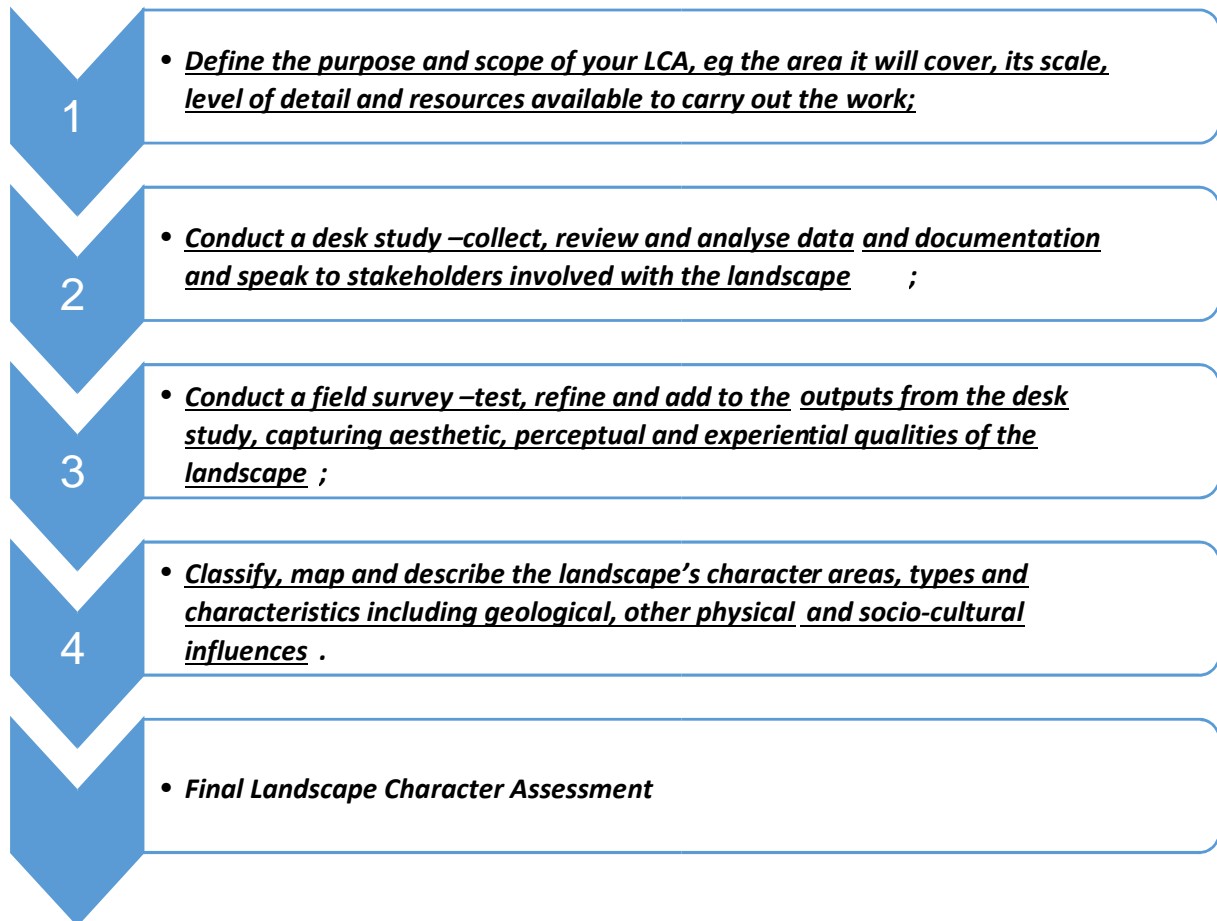 1
• Define the purpose and scope of your LCA, eg the area it will cover, its scale,
level of detail and resources available to carry out the work;
2
• Conduct a desk study –collect, review and analyse data and documentation
and speak to stakeholders involved with the landscape ;
3
• Conduct a field survey –test, refine and add to the outputs from the desk
study, capturing aesthetic, perceptual and experiential qualities of the
landscape ;
4
• Classify, map and describe the landscape’s character areas, types and
characteristics including geological, other physical and socio-cultural
influences .
• Final Landscape Character Assessment